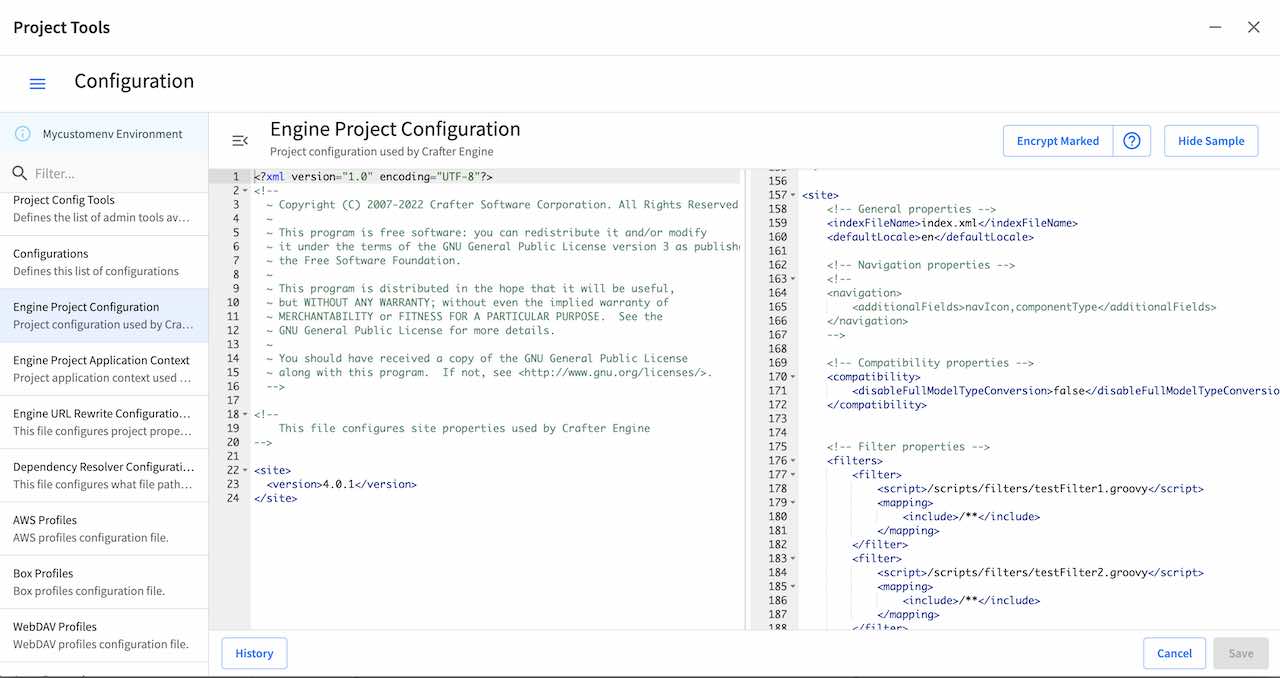 Project Tools
Configuration
Mycustomenv Environment
Filter...
Project Config Tools
Defines the list of admin tools av...
Configurations
Defines this list of configurations
Engine Project Configuration
Project configuration used by Cra...
Engine Project Application Context
Project application context used ...
Engine URL Rewrite Configuratio...
This file configures project prope...
Dependency Resolver Configurati...
This file configures what file path...
AWS Profiles
AWS profiles configuration file.
Box Profiles
Box profiles configuration file.
WebDAV Profiles
WebDAV profiles configuration file.
Engine Project Configuration
Project configuration used by Crafter Engine
Encrypt Marked
Hide Sample
1 <?xml version="1.0" encoding="UTF-8"?>
2 <!--
3 ~ Copyright (C) 2007-2022 Crafter Software Corporation. All Rights Reserved
4 ~
5 ~ This program is free software: you can redistribute it and/or modify
6 ~ it under the terms of the GNU General Public License version 3 as publish
7 ~ the Free Software Foundation.
8 ~
9 ~ This program is distributed in the hope that it will be useful,
10 ~ but WITHOUT ANY WARRANTY; without even the implied warranty of
11 ~ MERCHANTABILITY or FITNESS FOR A PARTICULAR PURPOSE.  See the
12 ~ GNU General Public License for more details.
13 ~
14 ~ You should have received a copy of the GNU General Public License
15 ~ along with this program.  If not, see <http://www.gnu.org/licenses/>.
16 -->
17
18 <!--
19 This file configures site properties used by Crafter Engine
20 -->
21
22 <site>
23 <version>4.0.1</version>
24 </site>
156
157 <site>
158 <!-- General properties -->
159 <indexFileName>index.xml</indexFileName>
160 <defaultLocale>en</defaultLocale>
161
162 <!-- Navigation properties -->
163 <!--
164 <navigation>
165 <additionalFields>navIcon,componentType</additionalFields>
166 </navigation>
167 -->
168
169 <!-- Compatibility properties -->
170 <compatibility>
171 <disableFullModelTypeConversion>false</disableFullModelTypeConversio
172 </compatibility>
173
174
175 <!-- Filter properties -->
176 <filters>
177 <filter>
178 <script>/scripts/filters/testFilter1.groovy</script>
179 <mapping>
180 <include>/**</include>
181 </mapping>
182 </filter>
183 <filter>
184 <script>/scripts/filters/testFilter2.groovy</script>
185 <mapping>
186 <include>/**</include>
187 </mapping>
188 </filter>
History
Cancel
Save